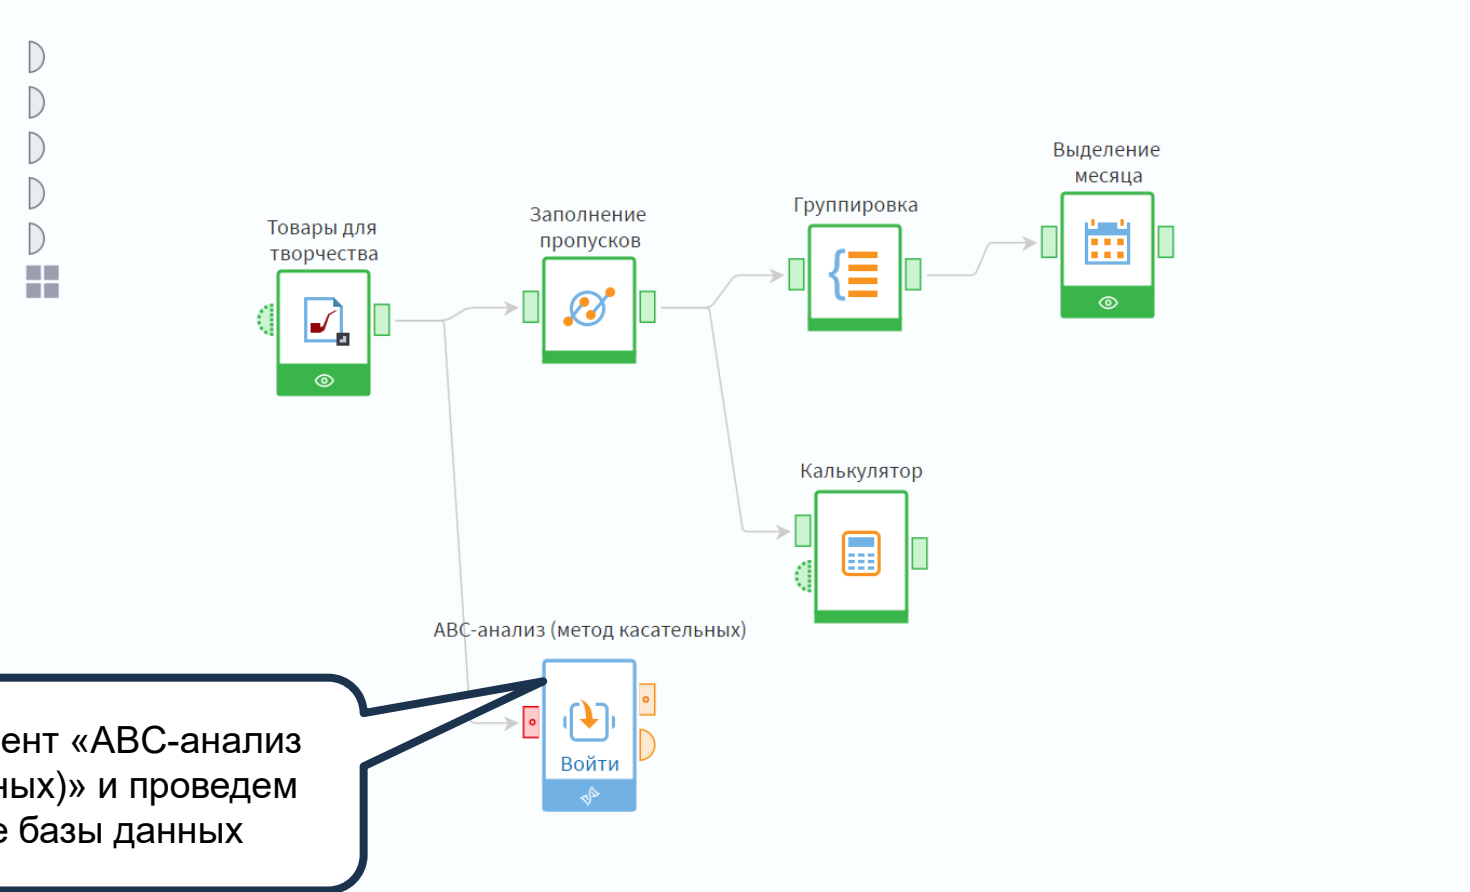 Выделение
месяца
Группировка
Заполнение
пропусков
Товары для
творчества
Калькулятор
ABC-анализ (метод касательных)
Войти
ент «АВС-анализ
ных)» и проведем
е базы данных